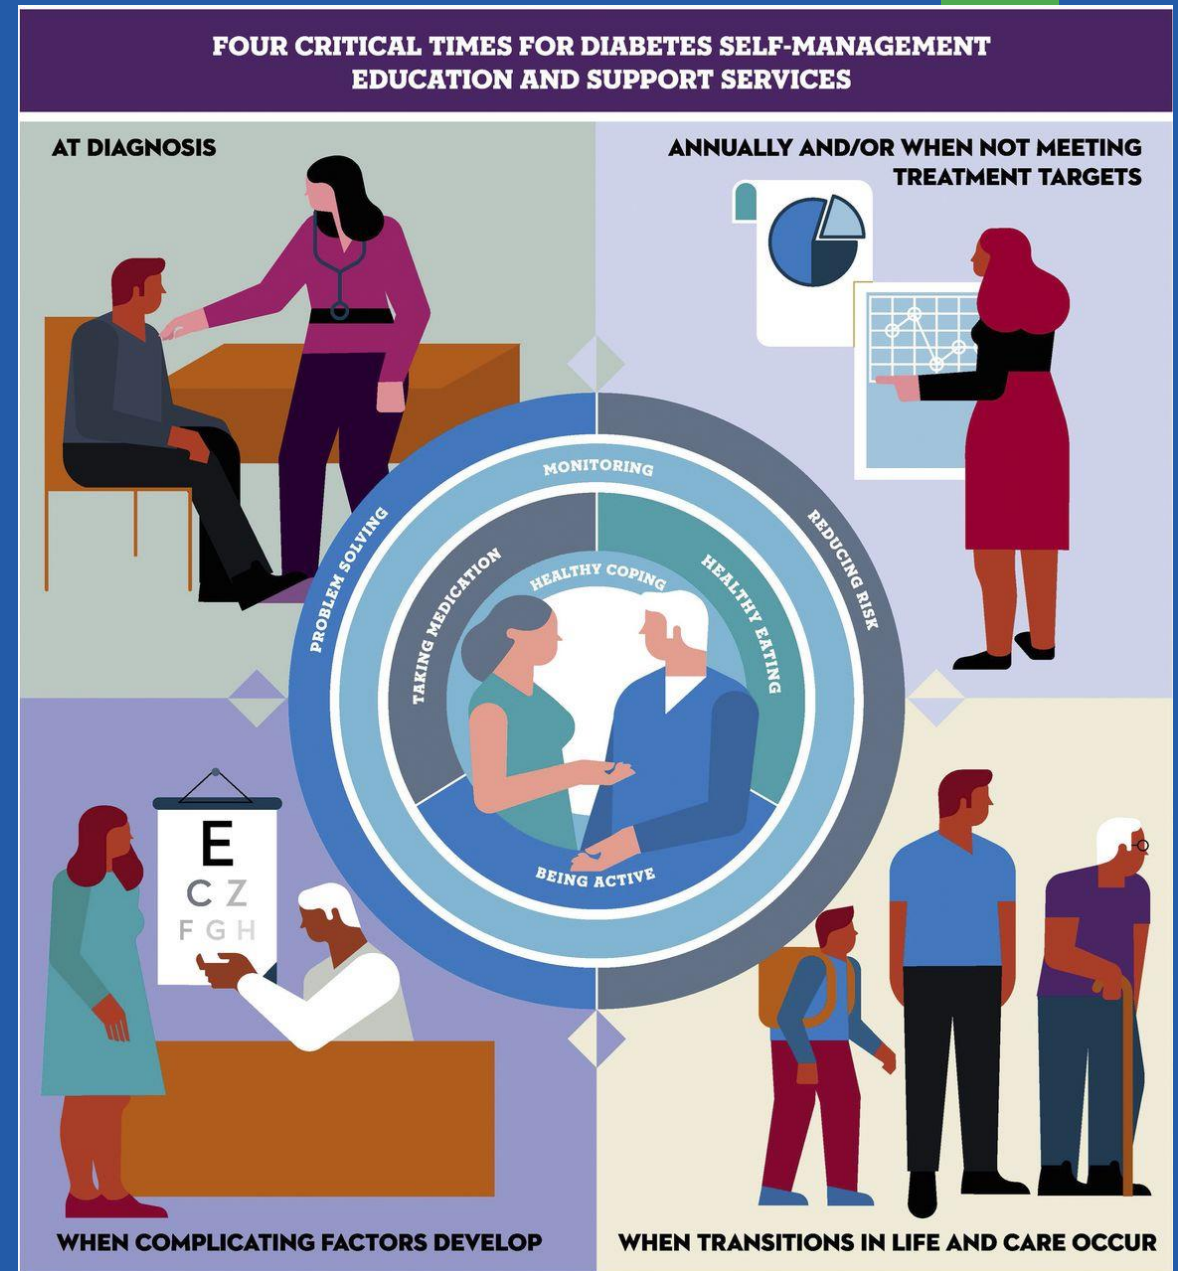 FOUR CRITICAL TIMES FOR DIABETES SELF-MANAGEMENT
EDUCATION AND SUPPORT SERVICES
AT DIAGNOSIS
ANNUALLY AND/OR WHEN NOT MEETING
TREATMENT TARGETS
PROBLEM SOLVING
MONITORING
REDUCING RISK
TAKING MEDICATION
HEALTHY COPING
HEALTHY EATING
BEING ACTIVE
E
C Z
F G H
WHEN COMPLICATING FACTORS DEVELOP
WHEN TRANSITIONS IN LIFE AND CARE OCCUR